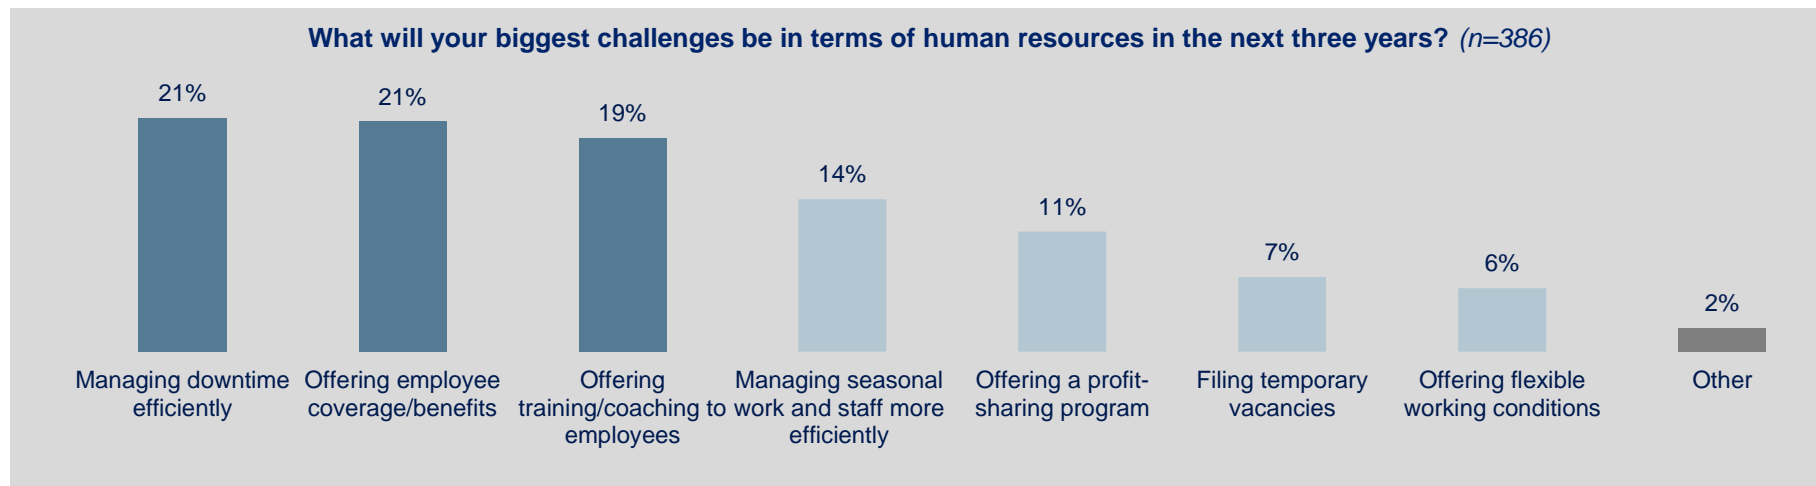 What will your biggest challenges be in terms of human resources in the next three years? (n=386)
21%
21%
19%
14%
11%
7%
6%
2%
Managing downtime
efficiently
Offering employee
coverage/benefits
Offering
training/coaching to
employees
Managing seasonal
work and staff more
efficiently
Offering a profit-
sharing program
Filing temporary
vacancies
Offering flexible
working conditions
Other